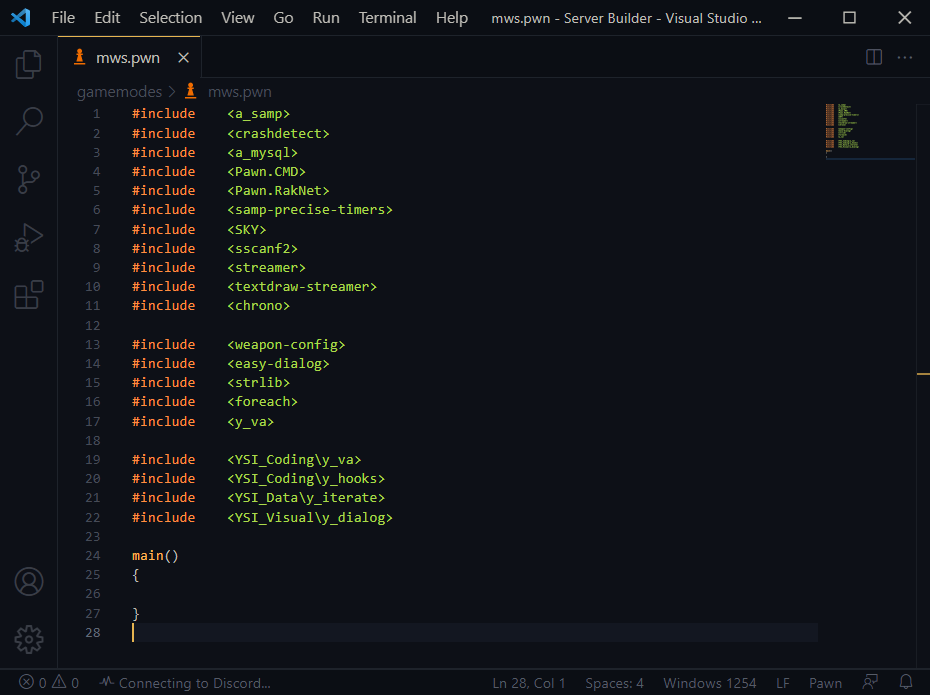 File Edit Selection View Go Run Terminal Help mws.pwn - Server Builder - Visual Studio ...
mws.pwn
gamemodes > mws.pwn
1 #include <a_samp>
2 #include <crashdetect>
3 #include <a_mysql>
4 #include <Pawn.CMD>
5 #include <Pawn.RakNet>
6 #include <samp-precise-timers>
7 #include <SKY>
8 #include <sscanf2>
9 #include <streamer>
10 #include <textdraw-streamer>
11 #include <chrono>
12
13 #include <weapon-config>
14 #include <easy-dialog>
15 #include <strlib>
16 #include <foreach>
17 #include <y_va>
18
19 #include <YSI_Coding\y_va>
20 #include <YSI_Coding\y_hooks>
21 #include <YSI_Data\y_iterate>
22 #include <YSI_Visual\y_dialog>
23
24 main()
25 {
26
27 }
28
0 0 Connecting to Discord... Ln 28, Col 1 Spaces: 4 Windows 1254 LF Pawn